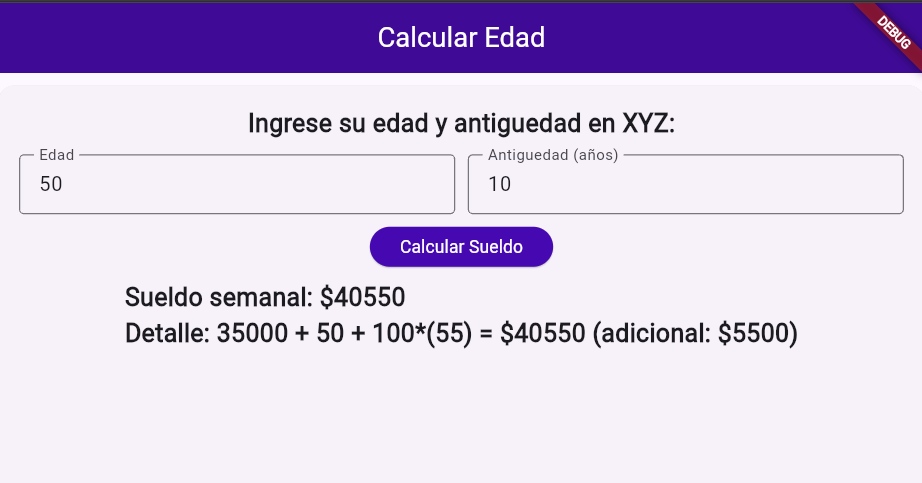 Calcular Edad
DEBUG
Ingrese su edad y antiguedad en XYZ:
Edad
50
Antiguedad (años)
10
Calcular Sueldo
Sueldo semanal: $40550
Detalle: 35000 + 50 + 100*(55) = $40550 (adicional: $5500)